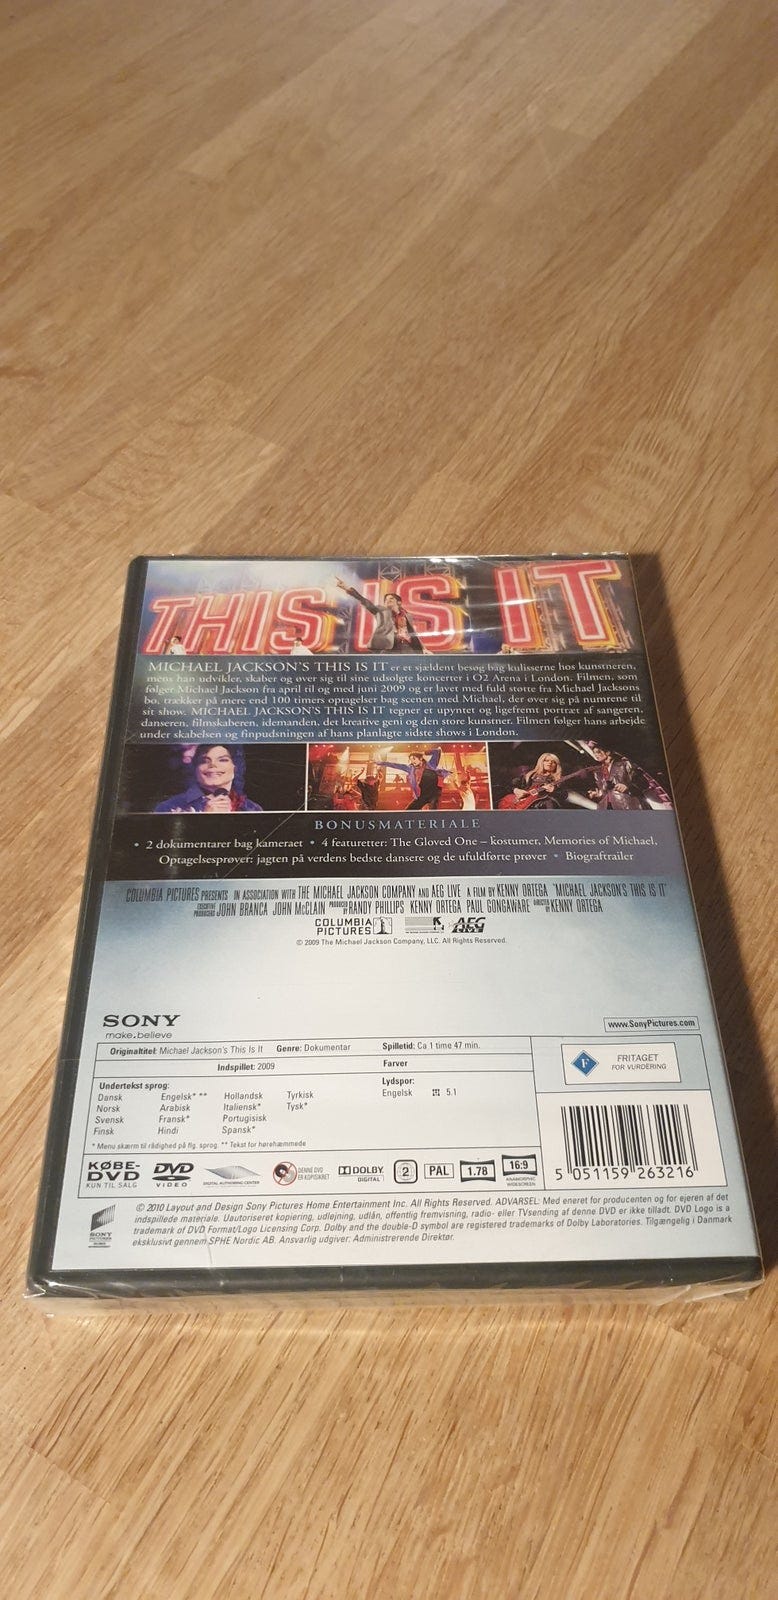 THIS IS IT
MICHAEL JACKSON'S THIS IS IT er et sjældent besøg bag kulisserne hos kunstneren,
mens han udvikler, skaber og øver sig til sine udsolgte koncerter i O2 Arena i London. Filmen, som
følger Michael Jackson fra april til og med juni 2009 og er lavet med fuld støtte fra Michael Jacksons
bo, trækker på mere end 100 timers optagelser bag scenen med Michael, der øver sig på numrene til
sit show. MICHAEL JACKSON'S THIS IS IT tegner et upyntet og ligefremt portræt af sangeren,
danseren, filmskaberen, idemanden, det kreative geni og den store kunstner. Filmen følger hans arbejde
under skabelsen og finpudsningen af hans planlagte sidste shows i London.
BONUSMATERIALE
• 2 dokumentarer bag kameraet • 4 featuretter: The Gloved One – kostumer, Memories of Michael,
Optagelsesprøver: jagten på verdens bedste dansere og de ufuldførte prøver • Biograftrailer
COLUMBIA PICTURES PRESENTS IN ASSOCIATION WITH THE MICHAEL JACKSON COMPANY AND AEG LIVE A FILM BY KENNY ORTEGA "MICHAEL JACKSON'S THIS IS IT"
EXECUTIVE PRODUCERS JOHN BRANCA JOHN McCLAIN PRODUCED BY RANDY PHILLIPS KENNY ORTEGA PAUL GONGAWARE DIRECTED BY KENNY ORTEGA
COLUMBIA PICTURES AEG
© 2009 The Michael Jackson Company, LLC. All Rights Reserved.
SONY
make.believe
www.SonyPictures.com
Originaltitel: Michael Jackson's This Is It Genre: Dokumentar Spilletid: Ca 1 time 47 min.
Indspillet: 2009 Farver
Undertekst sprog: Lydspor:
Dansk Engelsk* ** Hollandsk Tyrkisk Engelsk 5.1
Norsk Arabisk Italiensk* Tysk*
Svensk Fransk* Portugisisk
Finsk Hindi Spansk*
* Menu skærm til rådighed på flg. sprog. ** Tekst for hørehæmmede
F FRITAGET
FOR VURDERING
KØBE-DVD
KUN TIL SALG
DVD VIDEO
DIGITAL AUTHORING CENTER
DENNE DVD ER KOPISIKRET
DOLBY DIGITAL
2
PAL
1.78
16:9
ANAMORPHIC WIDESCREEN
5 051159 263216
SONY PICTURES
© 2010 Layout and Design Sony Pictures Home Entertainment Inc. All Rights Reserved. ADVARSEL: Med eneret for producenten og for ejeren af det
indspillede materiale. Uautoriseret kopiering, udlejning, udlån, offentlig fremvisning, radio- eller TVsending af denne DVD er ikke tilladt. DVD Logo is a
trademark of DVD Format/Logo Licensing Corp. Dolby and the double-D symbol are registered trademarks of Dolby Laboratories. Tilgængelig i Danmark
eksklusivt gennem SPHE Nordic AB. Ansvarlig udgiver: Administrerende Direktør.